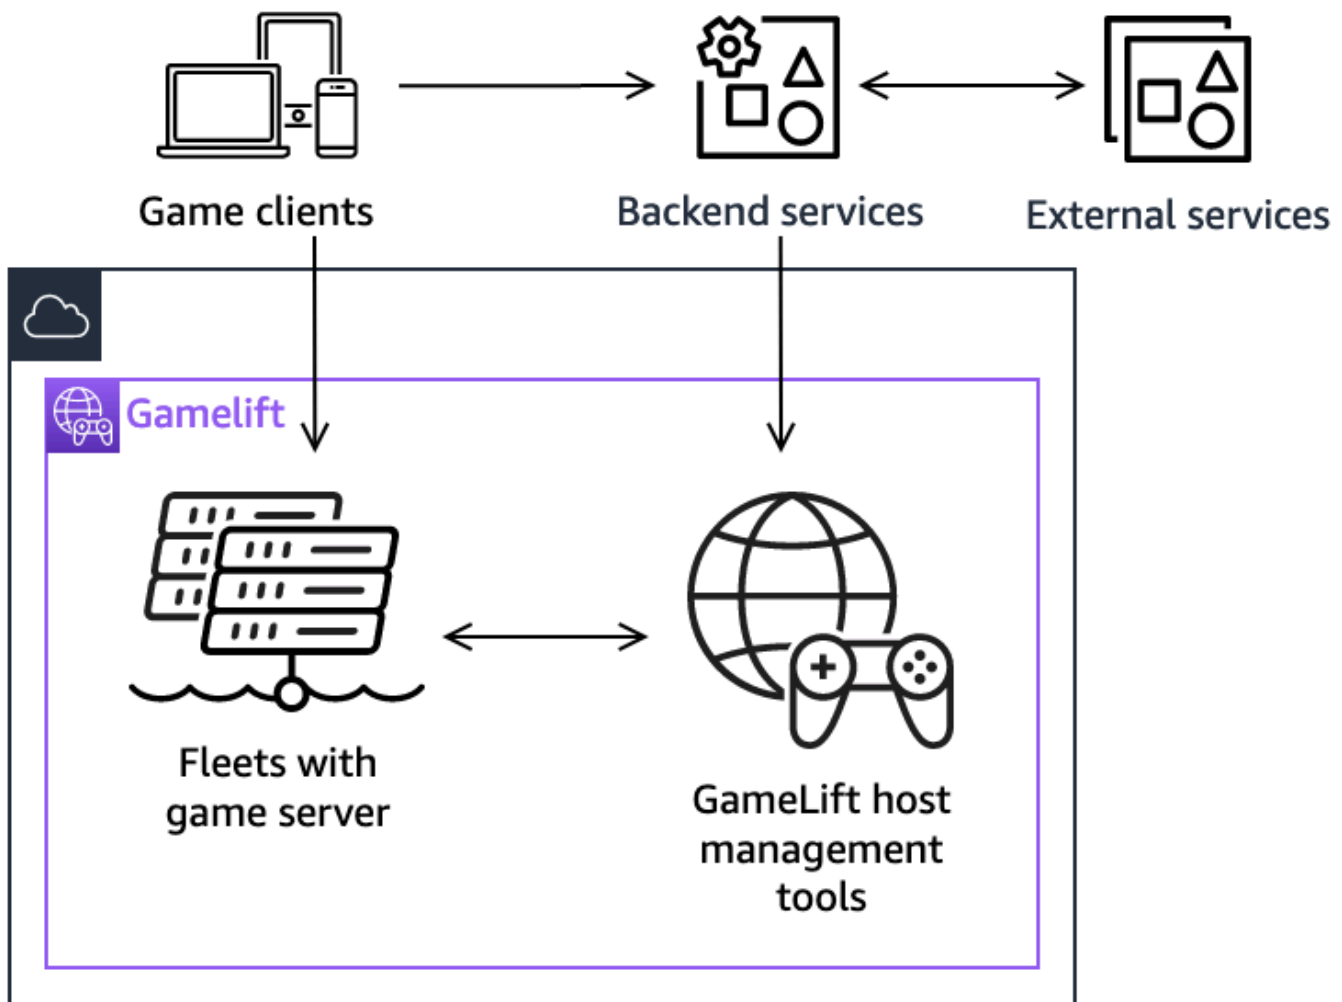 Game clients
Backend services
External services
Gamelift
Fleets with
game server
GameLift host
management
tools